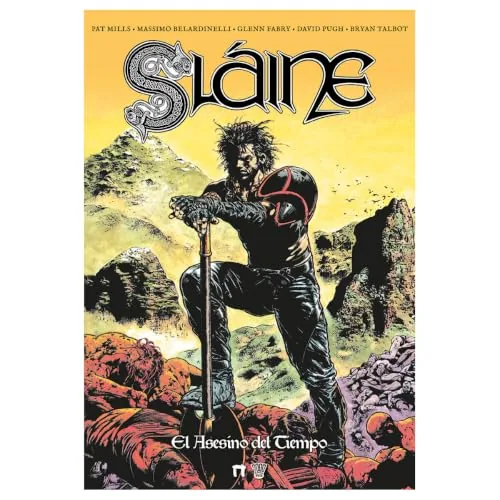 PAT MILLS • MASSIMO BELARDINELLI • GLENN FABRY • DAVID PUGH • BRYAN TALBOT
SLÁINE
El Asesino del Tiempo